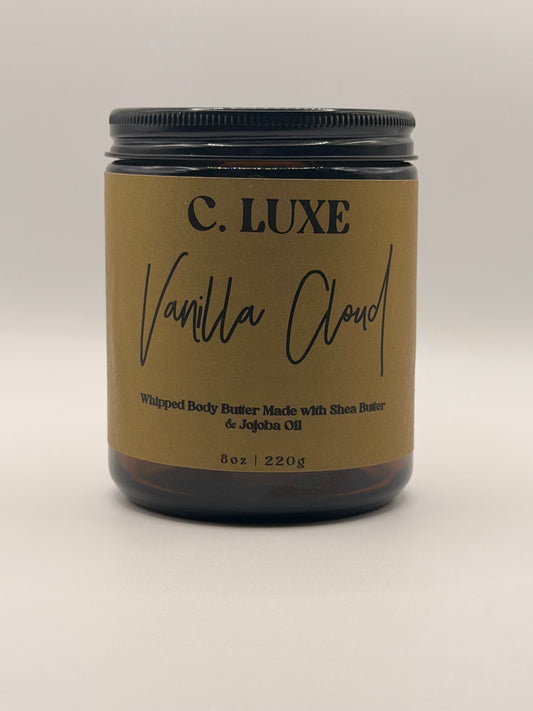 C. LUXE
Vanilla Cloud
Whipped Body Butter Made with Shea Butter
& Jojoba Oil
8oz | 220g